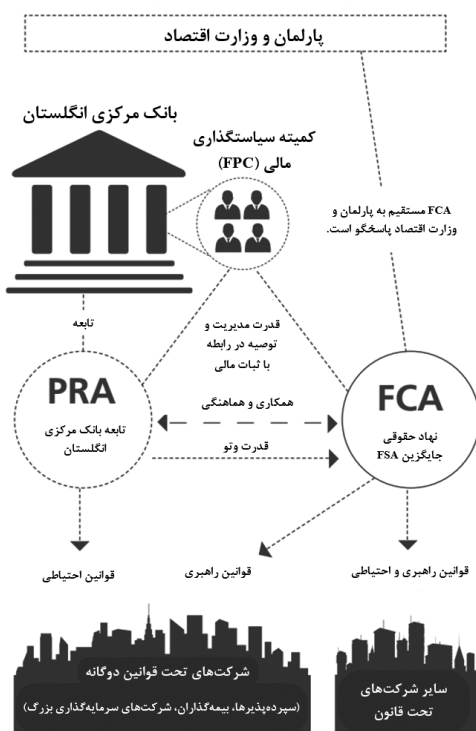 پارلمان و وزارت اقتصاد
بانک مرکزی انگلستان
کمیته سیاستگذاری
مالی (FPC)
FCA مستقیم به پارلمان و
وزارت اقتصاد پاسخگو است.
تابعه
قدرت مدیریت و
توصیه در رابطه
با ثبات مالی
PRA
تابعه بانک مرکزی
انگلستان
همکاری و هماهنگی
قدرت وتو
FCA
نهاد حقوقی
جایگزین FSA
قوانین احتیاطی
قوانین راهبری
قوانین راهبری و احتیاطی
شرکت‌های تحت قوانین دوگانه
(سپرده‌پذیرها، بیمه‌گذاران، شرکت‌های سرمایه‌گذاری بزرگ)
سایر شرکت‌های
تحت قانون